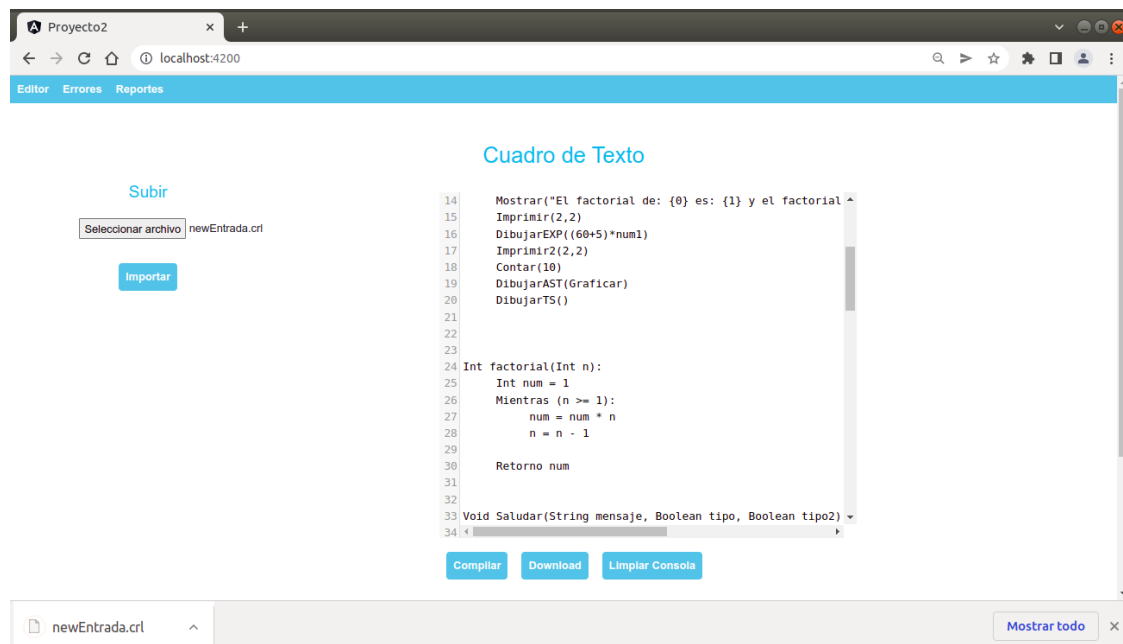 Proyecto2
localhost:4200
Editor Errores Reportes
Cuadro de Texto
Subir
Seleccionar archivo newEntrada.crl
Importar
14 Mostrar("El factorial de: {0} es: {1} y el factorial
15 Imprimir(2,2)
16 DibujarEXP((60+5)*num1)
17 Imprimir2(2,2)
18 Contar(10)
19 DibujarAST(Graficar)
20 DibujarTS()
21
22
23
24 Int factorial(Int n):
25 Int num = 1
26 Mientras (n >= 1):
27 num = num * n
28 n = n - 1
29
30 Retorno num
31
32
33 Void Saludar(String mensaje, Boolean tipo, Boolean tipo2)
34
Compilar Download Limpiar Consola
newEntrada.crl Mostrar todo